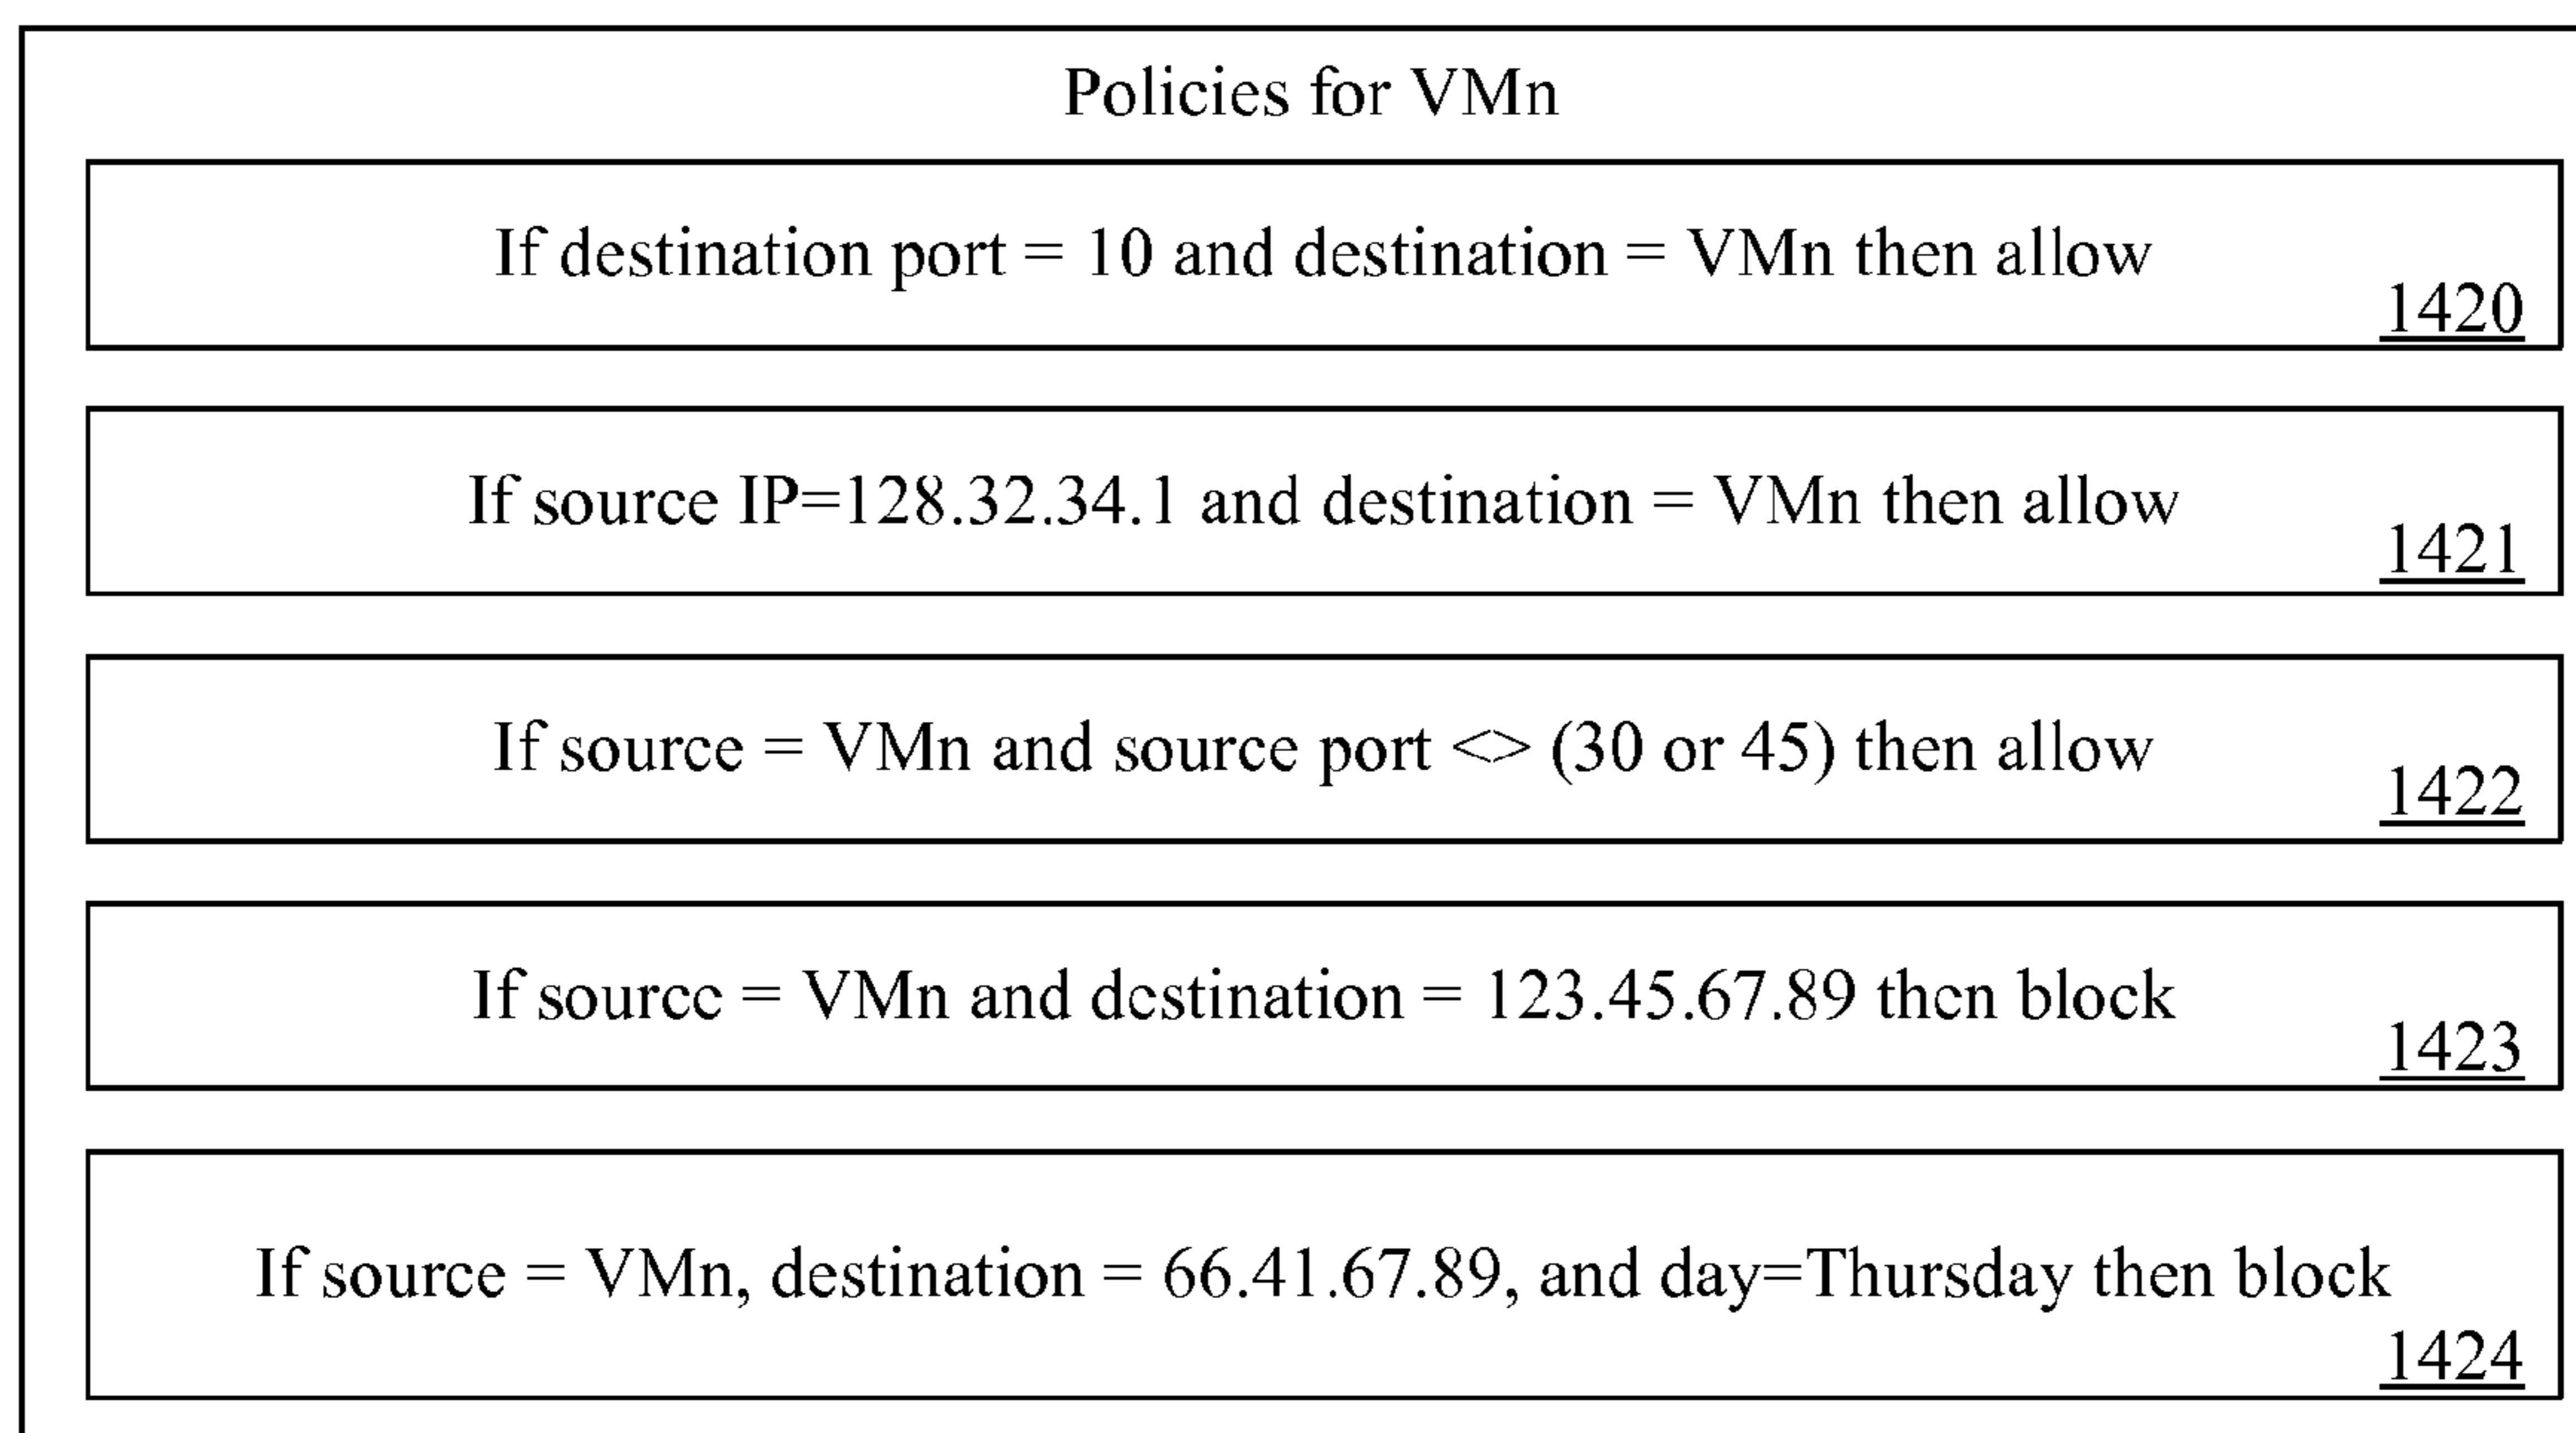 Policies for VMn
If destination port = 10 and destination = VMn then allow
1420
If source IP=128.32.34.1 and destination = VMn then allow
1421
If source = VMn and source port <> (30 or 45) then allow
1422
If source = VMn and destination = 123.45.67.89 then block
1423
If source = VMn, destination = 66.41.67.89, and day=Thursday then block
1424